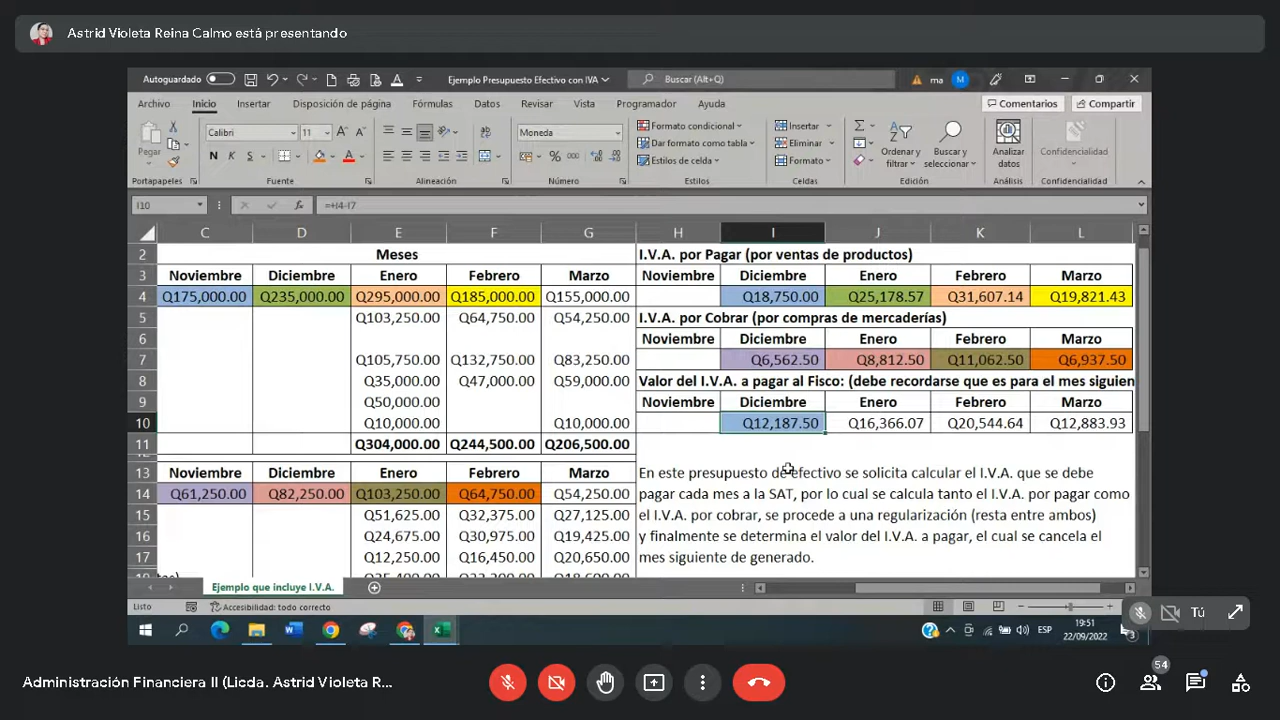 Astrid Violeta Reina Calmo está presentando
Autoguardado
Ejemplo Presupuesto Efectivo con IVA
Buscar (Alt+Q)
ma
M
Archivo Inicio Insertar Disposición de página Fórmulas Datos Revisar Vista Programador Ayuda
Comentarios
Compartir
Pegar
Calibri
11
N K S
Moneda
% 000
Formato condicional
Dar formato como tabla
Estilos de celda
Insertar
Eliminar
Formato
Ordenar y filtrar
Buscar y seleccionar
Analizar datos
Confidencialidad
Portapapeles Fuente Alineación Número Estilos Celdas Edición Análisis Confidencialidad
I10
fx
=+I4-I7
C D E F G H I J K L
2 Meses I.V.A. por Pagar (por ventas de productos)
3 Noviembre Diciembre Enero Febrero Marzo Noviembre Diciembre Enero Febrero Marzo
4 Q175,000.00 Q235,000.00 Q295,000.00 Q185,000.00 Q155,000.00 Q18,750.00 Q25,178.57 Q31,607.14 Q19,821.43
5 Q103,250.00 Q64,750.00 Q54,250.00 I.V.A. por Cobrar (por compras de mercaderías)
6 Noviembre Diciembre Enero Febrero Marzo
7 Q105,750.00 Q132,750.00 Q83,250.00 Q6,562.50 Q8,812.50 Q11,062.50 Q6,937.50
8 Q35,000.00 Q47,000.00 Q59,000.00 Valor del I.V.A. a pagar al Fisco: (debe recordarse que es para el mes siguien
9 Q50,000.00 Noviembre Diciembre Enero Febrero Marzo
10 Q10,000.00 Q10,000.00 Q12,187.50 Q16,366.07 Q20,544.64 Q12,883.93
11 Q304,000.00 Q244,500.00 Q206,500.00
13 Noviembre Diciembre Enero Febrero Marzo En este presupuesto de efectivo se solicita calcular el I.V.A. que se debe
14 Q61,250.00 Q82,250.00 Q103,250.00 Q64,750.00 Q54,250.00 pagar cada mes a la SAT, por lo cual se calcula tanto el I.V.A. por pagar como
15 Q51,625.00 Q32,375.00 Q27,125.00 el I.V.A. por cobrar, se procede a una regularización (resta entre ambos)
16 Q24,675.00 Q30,975.00 Q19,425.00 y finalmente se determina el valor del I.V.A. a pagar, el cual se cancela el
17 Q12,250.00 Q16,450.00 Q20,650.00 mes siguiente de generado.
Ejemplo que incluye I.V.A.
Listo
Accesibilidad: todo correcto
Tú
ESP
19:51
22/09/2022
3
54
Administración Financiera II (Licda. Astrid Violeta R...